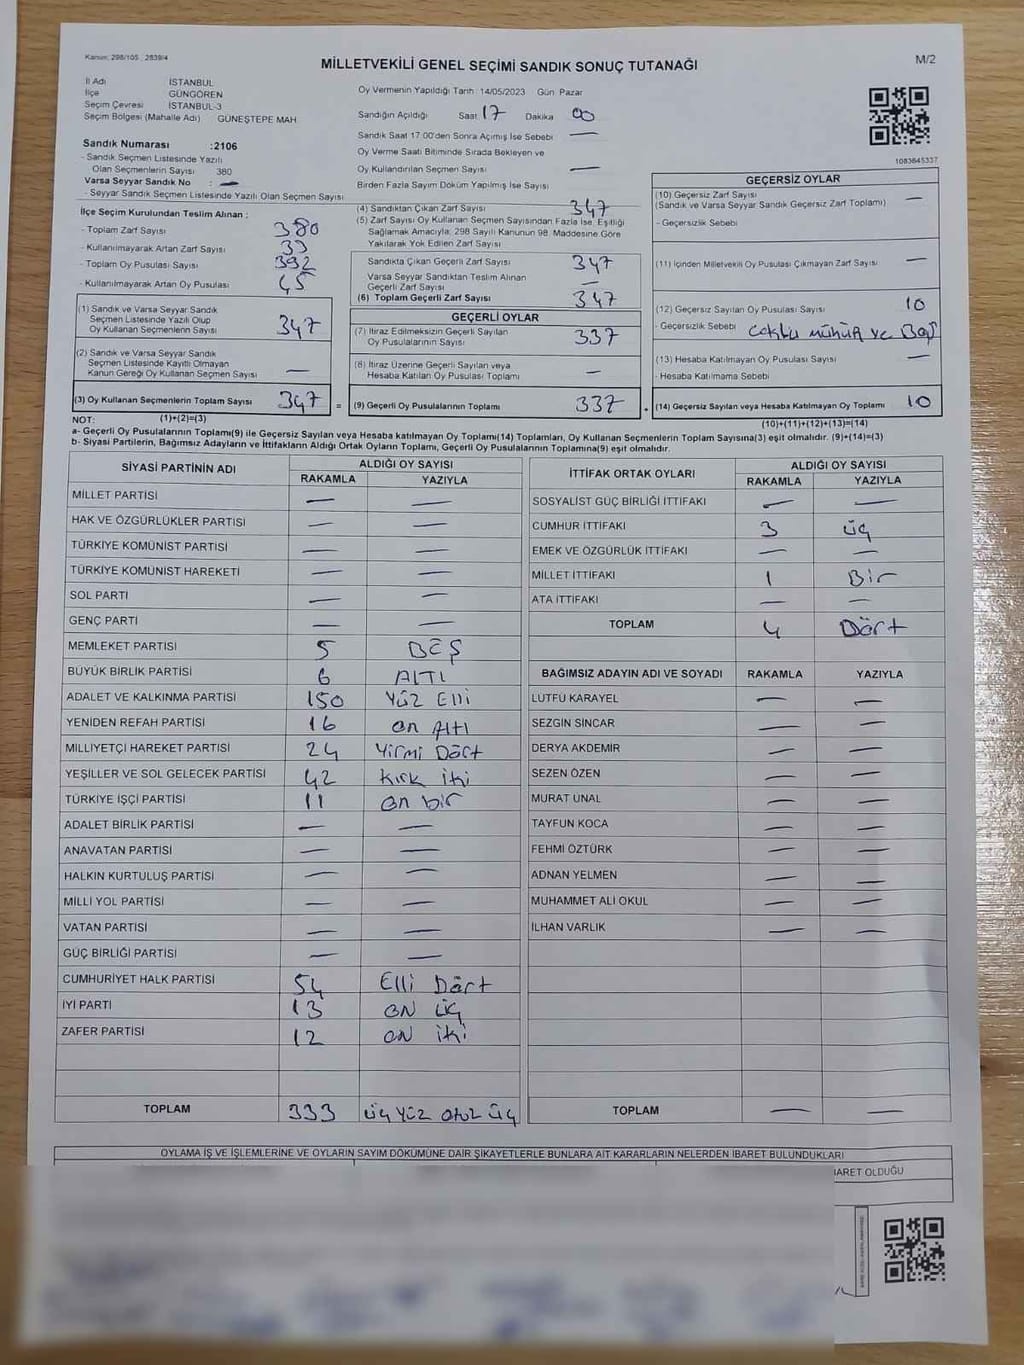 Kanun: 298/105 , 2839/4
MİLLETVEKİLİ GENEL SEÇİMİ SANDIK SONUÇ TUTANAĞI
M/2
İl Adı İSTANBUL
İlçe GÜNGÖREN
Seçim Çevresi İSTANBUL-3
Seçim Bölgesi (Mahalle Adı) GÜNEŞTEPE MAH
Sandık Numarası :2106
- Sandık Seçmen Listesinde Yazılı
Olan Seçmenlerin Sayısı 380
Varsa Seyyar Sandık No : —
- Seyyar Sandık Seçmen Listesinde Yazılı Olan Seçmen Sayısı
İlçe Seçim Kurulundan Teslim Alınan :
- Toplam Zarf Sayısı 380
- Kullanılmayarak Artan Zarf Sayısı 33
- Toplam Oy Pusulası Sayısı 392
- Kullanılmayarak Artan Oy Pusulası 45
(1) Sandık ve Varsa Seyyar Sandık
Seçmen Listesinde Yazılı Olup
Oy Kullanan Seçmenlerin Sayısı 347
(2) Sandık ve Varsa Seyyar Sandık
Seçmen Listesinde Kayıtlı Olmayan
Kanun Gereği Oy Kullanan Seçmen Sayısı —
(3) Oy Kullanan Seçmenlerin Toplam Sayısı 347 =
Oy Vermenin Yapıldığı Tarih :14/05/2023 Gün: Pazar
Sandığın Açıldığı Saat 17 Dakika 00
Sandık Saat 17:00'den Sonra Açılmış İse Sebebi —
Oy Verme Saati Bitiminde Sırada Bekleyen ve
Oy Kullandırılan Seçmen Sayısı —
Birden Fazla Sayım Döküm Yapılmış İse Sayısı
(4) Sandıktan Çıkan Zarf Sayısı 347
(5) Zarf Sayısı Oy Kullanan Seçmen Sayısından Fazla İse, Eşitliği
Sağlamak Amacıyla; 298 Sayılı Kanunun 98. Maddesine Göre
Yakılarak Yok Edilen Zarf Sayısı
Sandıkta Çıkan Geçerli Zarf Sayısı 347
Varsa Seyyar Sandıktan Teslim Alınan
Geçerli Zarf Sayısı —
(6) Toplam Geçerli Zarf Sayısı 347
GEÇERLİ OYLAR
(7) İtiraz Edilmeksizin Geçerli Sayılan
Oy Pusulalarının Sayısı 337
(8) İtiraz Üzerine Geçerli Sayılan veya
Hesaba Katılan Oy Pusulası Toplamı —
(9) Geçerli Oy Pusulalarının Toplamı 337
1083645337
GEÇERSİZ OYLAR
(10) Geçersiz Zarf Sayısı —
(Sandık ve Varsa Seyyar Sandık Geçersiz Zarf Toplamı)
- Geçersizlik Sebebi
(11) İçinden Milletvekili Oy Pusulası Çıkmayan Zarf Sayısı —
(12) Geçersiz Sayılan Oy Pusulası Sayısı 10
- Geçersizlik Sebebi Çoklu mühür ve Boş
(13) Hesaba Katılmayan Oy Pusulası Sayısı —
- Hesaba Katılmama Sebebi
(14) Geçersiz Sayılan veya Hesaba Katılmayan Oy Toplamı 10
NOT: (1)+(2)=(3) (10)+(11)+(12)+(13)=(14)
a- Geçerli Oy Pusulalarının Toplamı(9) ile Geçersiz Sayılan veya Hesaba katılmayan Oy Toplamı(14) Toplamları, Oy Kullanan Seçmenlerin Toplam Sayısına(3) eşit olmalıdır. (9)+(14)=(3)
b- Siyasi Partilerin, Bağımsız Adayların ve İttifakların Aldığı Ortak Oyların Toplamı, Geçerli Oy Pusulalarının Toplamına(9) eşit olmalıdır.
SİYASİ PARTİNİN ADI ALDIĞI OY SAYISI
RAKAMLA YAZIYLA
MİLLET PARTİSİ — —
HAK VE ÖZGÜRLÜKLER PARTİSİ — —
TÜRKİYE KOMÜNİST PARTİSİ — —
TÜRKİYE KOMÜNİST HAREKETİ — —
SOL PARTİ — —
GENÇ PARTİ — —
MEMLEKET PARTİSİ 5 BEŞ
BÜYÜK BİRLİK PARTİSİ 6 ALTI
ADALET VE KALKINMA PARTİSİ 150 Yüz Elli
YENİDEN REFAH PARTİSİ 16 on Altı
MİLLİYETÇİ HAREKET PARTİSİ 24 Yirmi Dört
YEŞİLLER VE SOL GELECEK PARTİSİ 42 Kırk iki
TÜRKİYE İŞÇİ PARTİSİ 11 on bir
ADALET BİRLİK PARTİSİ — —
ANAVATAN PARTİSİ — —
HALKIN KURTULUŞ PARTİSİ — —
MİLLİ YOL PARTİSİ — —
VATAN PARTİSİ — —
GÜÇ BİRLİĞİ PARTİSİ — —
CUMHURİYET HALK PARTİSİ 54 Elli Dört
İYİ PARTİ 13 ON üç
ZAFER PARTİSİ 12 ON iki
TOPLAM 333 üç yüz otuz üç
İTTİFAK ORTAK OYLARI ALDIĞI OY SAYISI
RAKAMLA YAZIYLA
SOSYALİST GÜÇ BİRLİĞİ İTTİFAKI — —
CUMHUR İTTİFAKI 3 üç
EMEK VE ÖZGÜRLÜK İTTİFAKI — —
MİLLET İTTİFAKI 1 Bir
ATA İTTİFAKI — —
TOPLAM 4 Dört
BAĞIMSIZ ADAYIN ADI VE SOYADI RAKAMLA YAZIYLA
LÜTFÜ KARAYEL — —
SEZGİN SİNCAR — —
DERYA AKDEMİR — —
SEZEN ÖZEN — —
MURAT ÜNAL — —
TAYFUN KOCA — —
FEHMİ ÖZTÜRK — —
ADNAN YELMEN — —
MUHAMMET ALİ OKUL — —
İLHAN VARLIK — —
TOPLAM — —
OYLAMA İŞ VE İŞLEMLERİNE VE OYLARIN SAYIM DÖKÜMÜNE DAİR ŞİKAYETLERLE BUNLARA AİT KARARLARIN NELERDEN İBARET BULUNDUKLARI
İBARET OLDUĞU